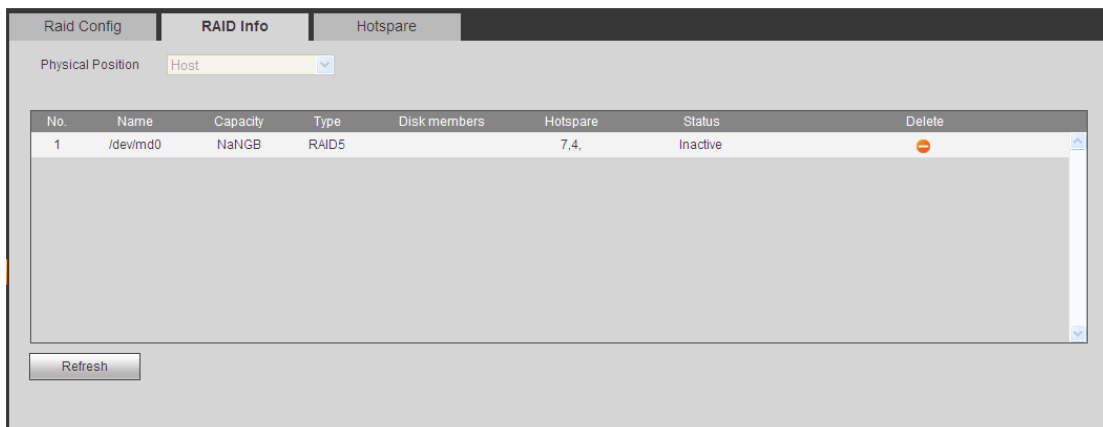 Raid Config RAID Info Hotspare
Physical Position Host
No. Name Capacity Type Disk members Hotspare Status Delete
1 /dev/md0 NaNGB RAID5 7,4, Inactive
Refresh